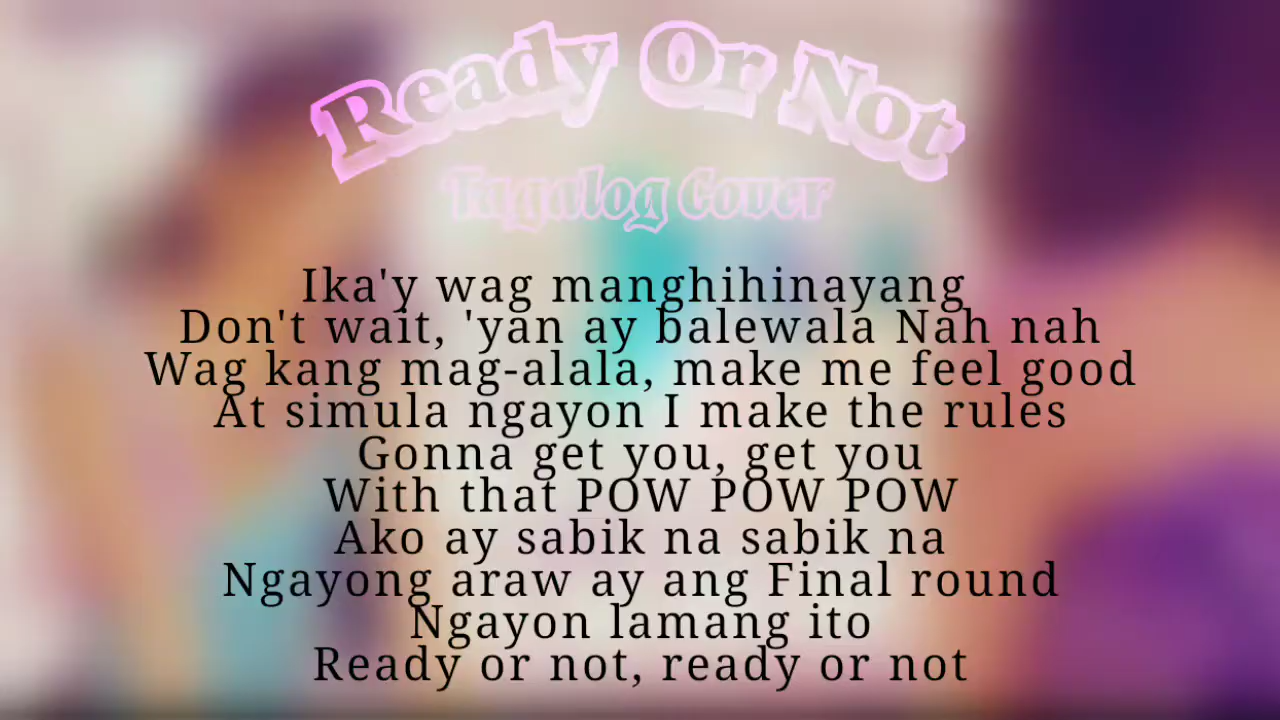 Ready Or Not
Tagalog Cover
Ika'y wag manghihinayang
Don't wait, 'yan ay balewala Nah nah
Wag kang mag-alala, make me feel good
At simula ngayon I make the rules
Gonna get you, get you
With that POW POW POW
Ako ay sabik na sabik na
Ngayong araw ay ang Final round
Ngayon lamang ito
Ready or not, ready or not